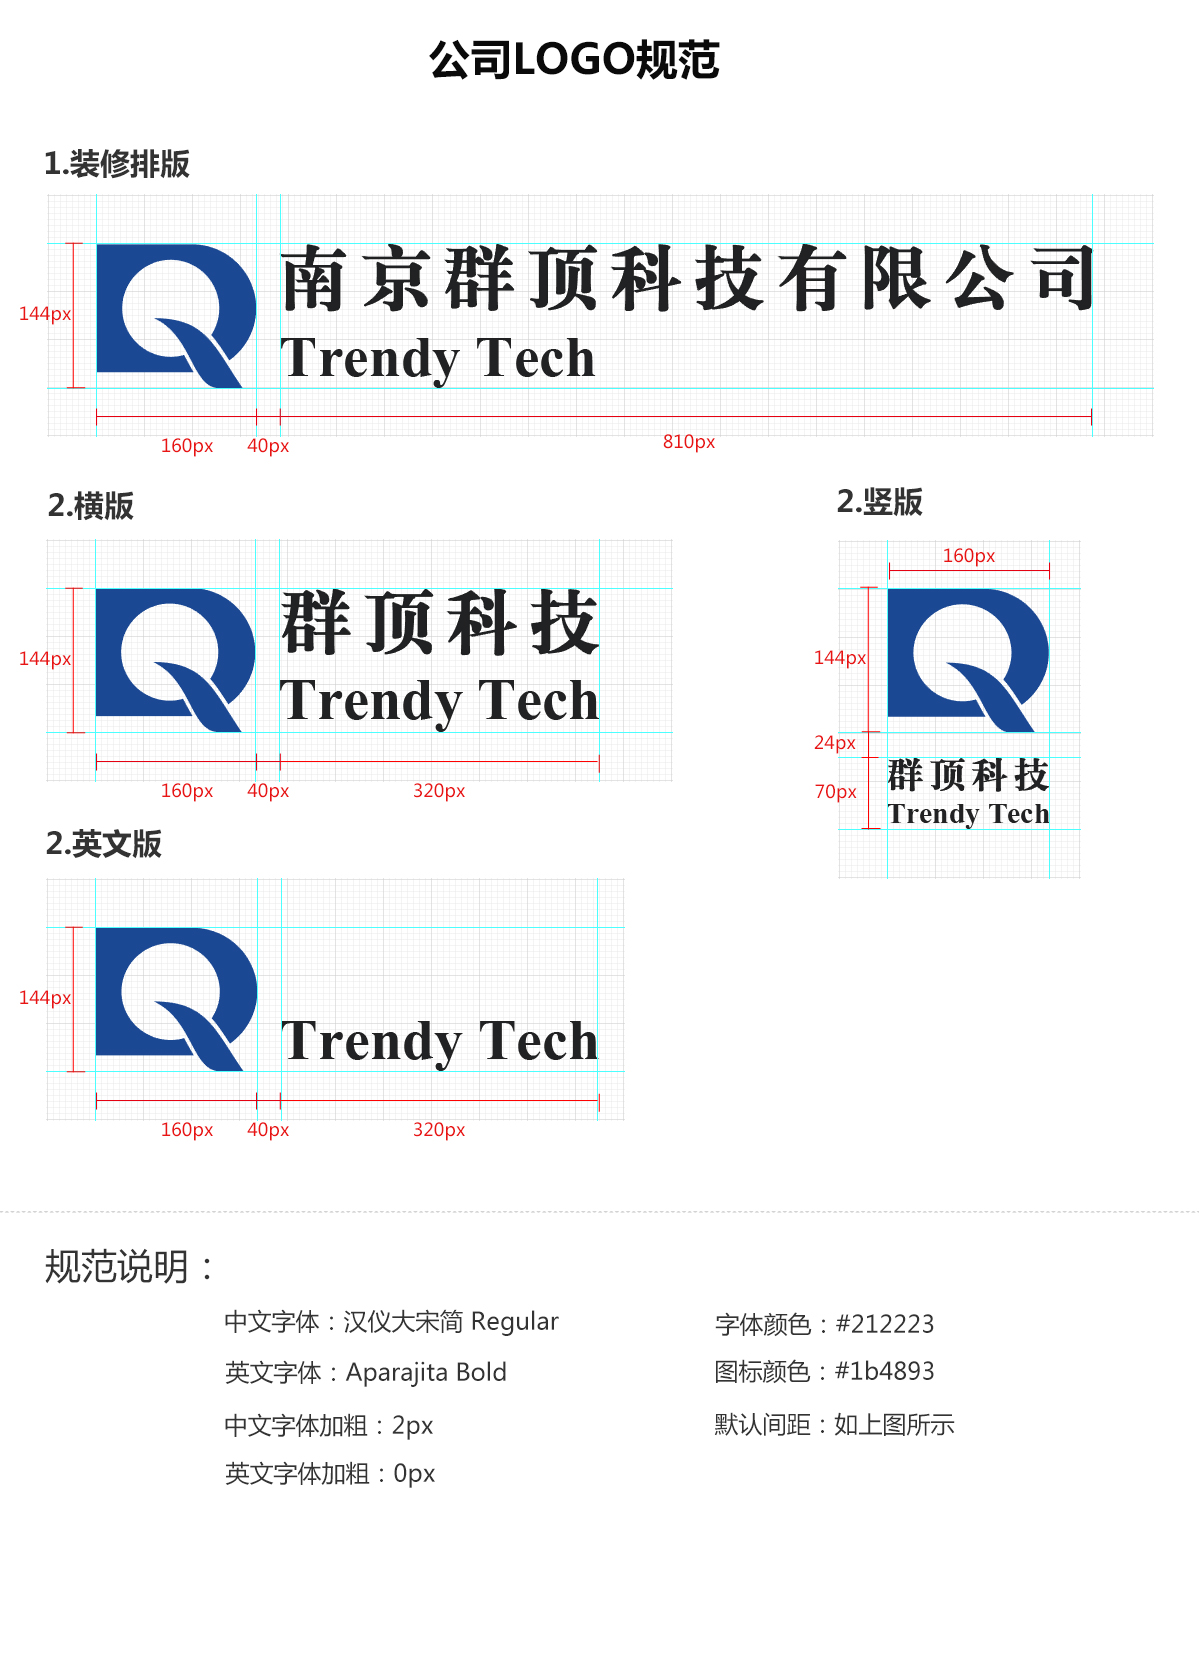 公司LOGO规范
1.装修排版
144px
南京群顶科技有限公司
Trendy Tech
160px
40px
810px
2.横版
144px
群顶科技
Trendy Tech
160px
40px
320px
2.竖版
160px
144px
24px
70px
群顶科技
Trendy Tech
2.英文版
144px
Trendy Tech
160px
40px
320px
规范说明：
中文字体：汉仪大宋简 Regular
英文字体：Aparajita Bold
中文字体加粗：2px
英文字体加粗：0px
字体颜色：#212223
图标颜色：#1b4893
默认间距：如上图所示